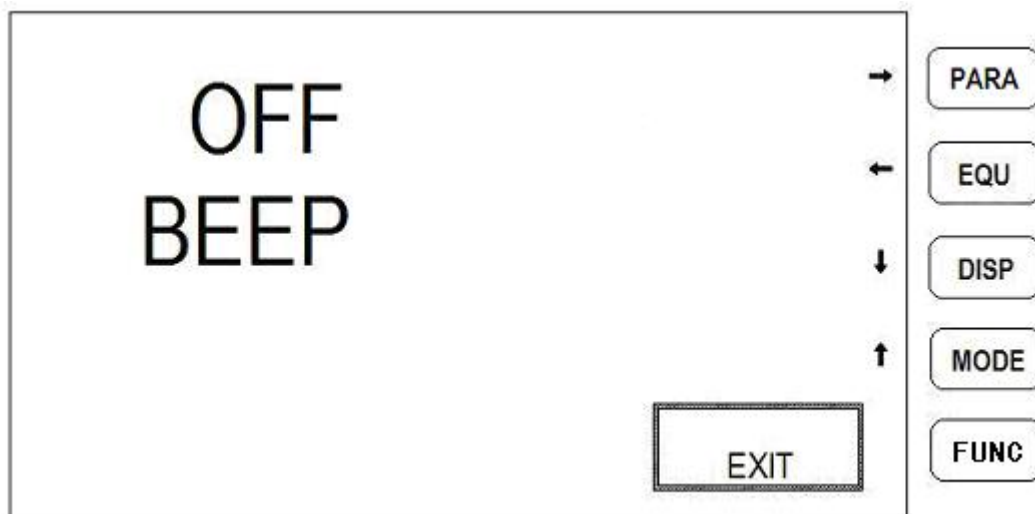 OFF
BEEP
→
←
↓
↑
EXIT
PARA
EQU
DISP
MODE
FUNC